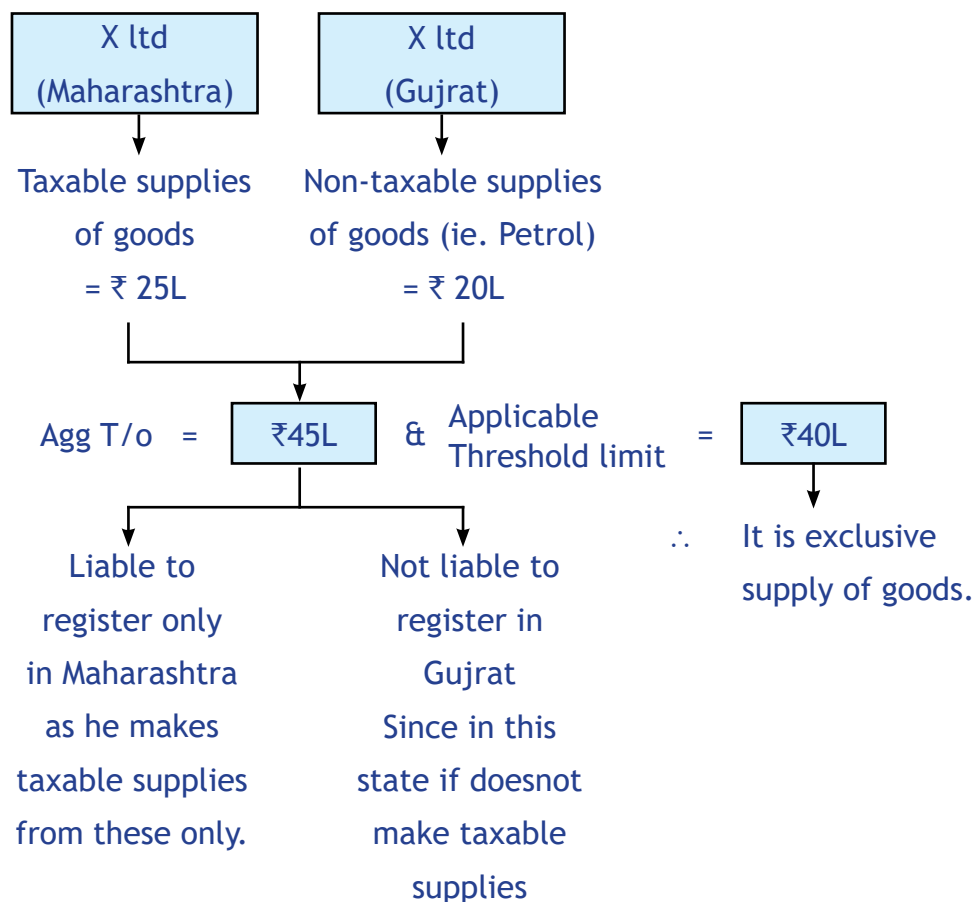 X ltd
(Maharashtra)
X ltd
(Gujrat)
Taxable supplies
of goods
= ₹ 25L
Non-taxable supplies
of goods (ie. Petrol)
= ₹ 20L
Agg T/o = ₹45L & Applicable
Threshold limit = ₹40L
Liable to
register only
in Maharashtra
as he makes
taxable supplies
from these only.
Not liable to
register in
Gujrat
Since in this
state if doesnot
make taxable
supplies
∴ It is exclusive
supply of goods.